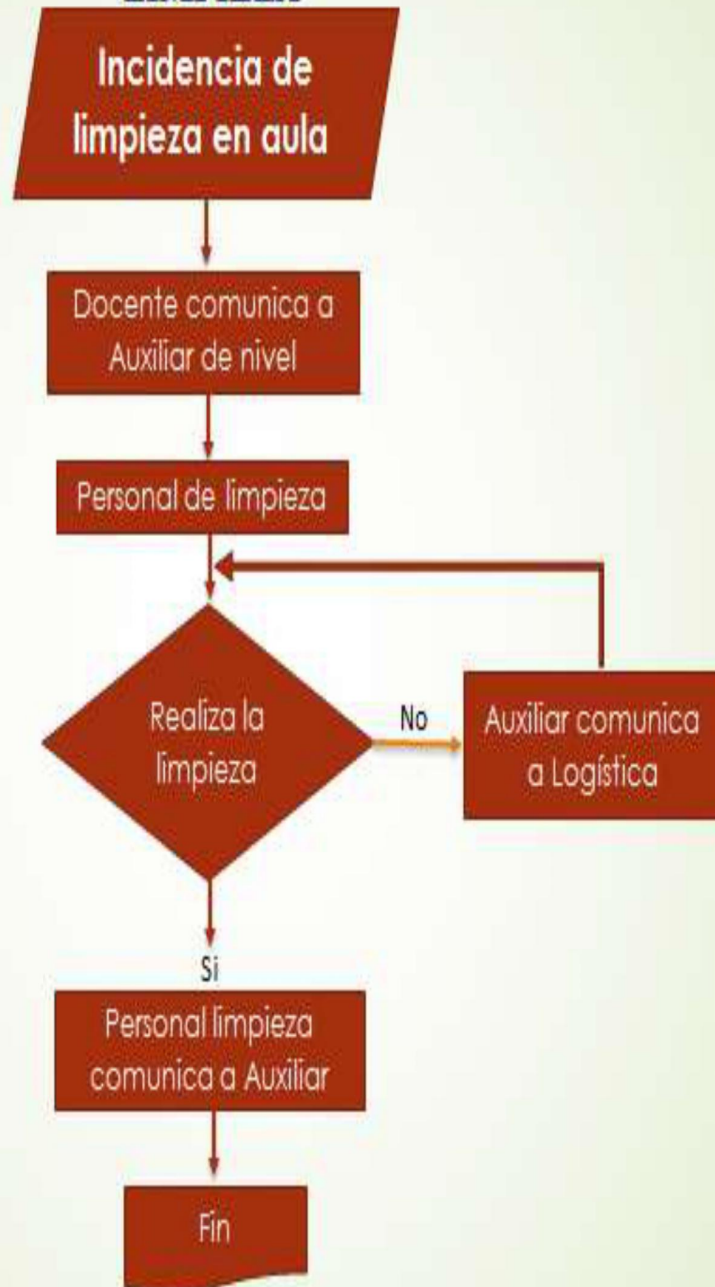 Incidencia de
limpieza en aula
Docente comunica a
Auxiliar de nivel
Personal de limpieza
Realiza la
limpieza
No
Auxiliar comunica
a Logística
Si
Personal limpieza
comunica a Auxiliar
Fin